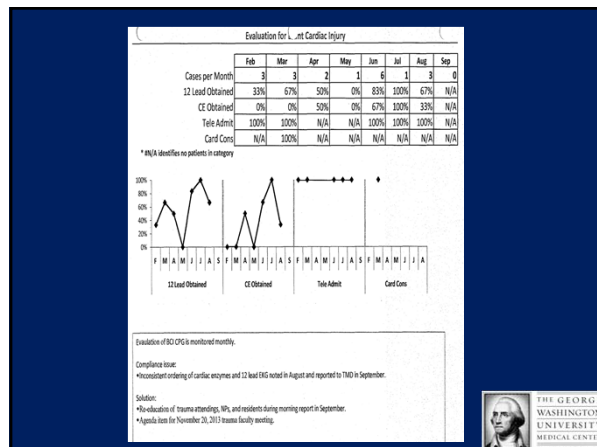 Evaluation for nt Cardiac Injury
Feb Mar Apr May Jun Jul Aug Sep
Cases per Month 3 3 2 1 6 1 3 0
12 Lead Obtained 33% 67% 50% 0% 83% 100% 67% N/A
CE Obtained 0% 0% 50% 0% 67% 100% 33% N/A
Tele Admit 100% 100% N/A N/A 100% 100% 100% N/A
Card Cons N/A 100% N/A N/A N/A N/A N/A N/A
* #N/A identifies no patients in category
100%
80%
60%
40%
20%
0%
F M A M J J A S F M A M J J A S F M A M J J A S F M A M J J A
12 Lead Obtained CE Obtained Tele Admit Card Cons
Evaulation of BCI CPG is monitored monthly.
Compliance issue:
•Inconsistent ordering of cardiac enzymes and 12 lead EKG noted in August and reported to TMD in September.
Solution:
•Re-education of trauma attendings, NPs, and residents during morning report in September.
•Agenda item for November 20, 2013 trauma faculty meeting.
THE GEORGE
WASHINGTON
UNIVERSITY
MEDICAL CENTER